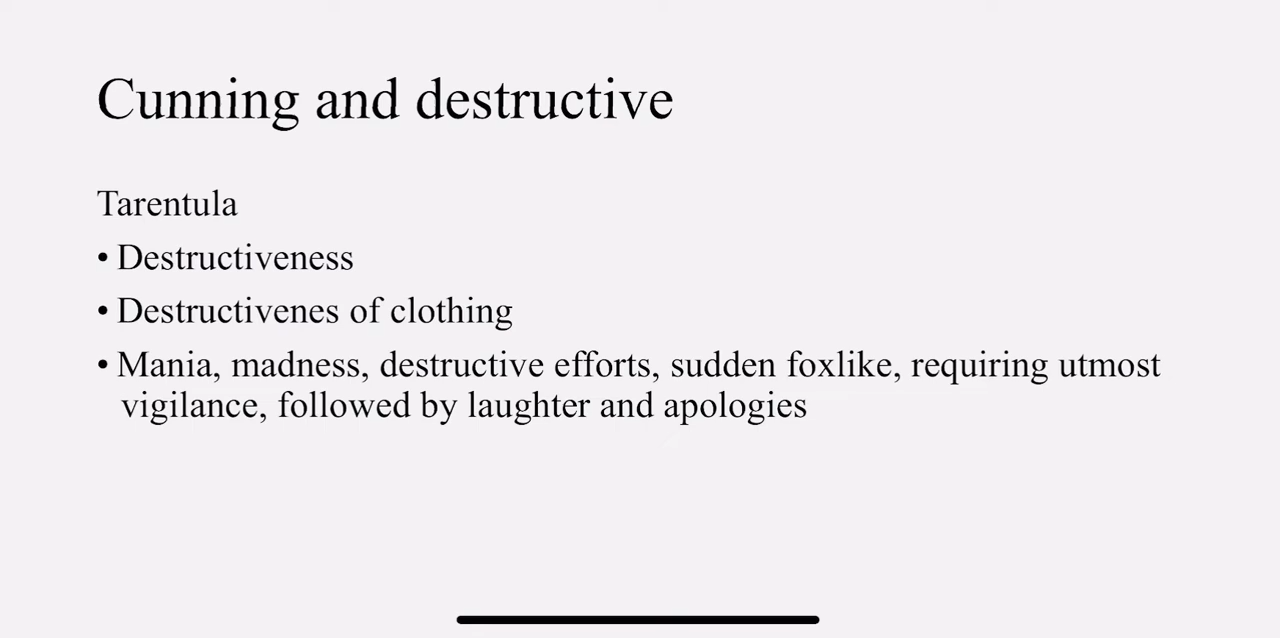 Cunning and destructive
Tarentula
• Destructiveness
• Destructivenes of clothing
• Mania, madness, destructive efforts, sudden foxlike, requiring utmost
vigilance, followed by laughter and apologies